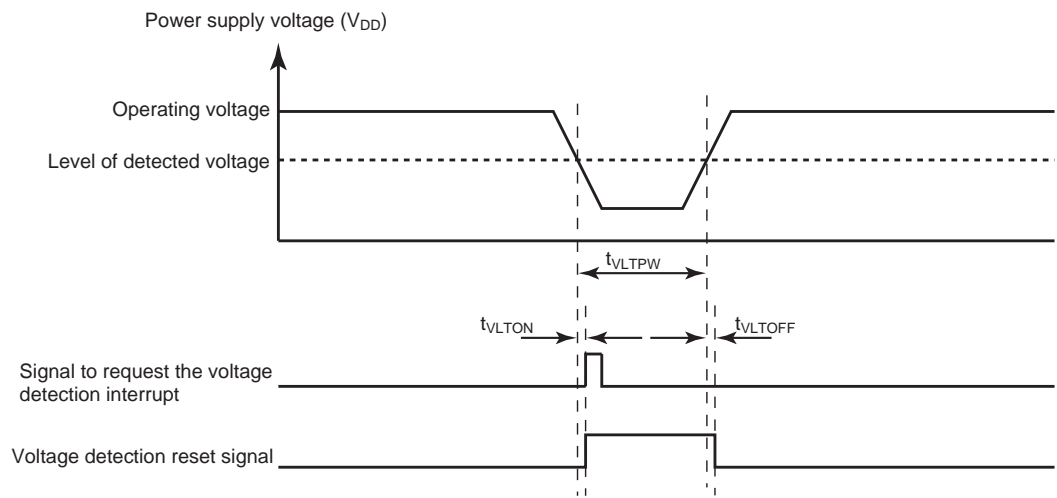 Power supply voltage (VDD)
Operating voltage
Level of detected voltage
tVLTPW
tVLTON
tVLTOFF
Signal to request the voltage
detection interrupt
Voltage detection reset signal